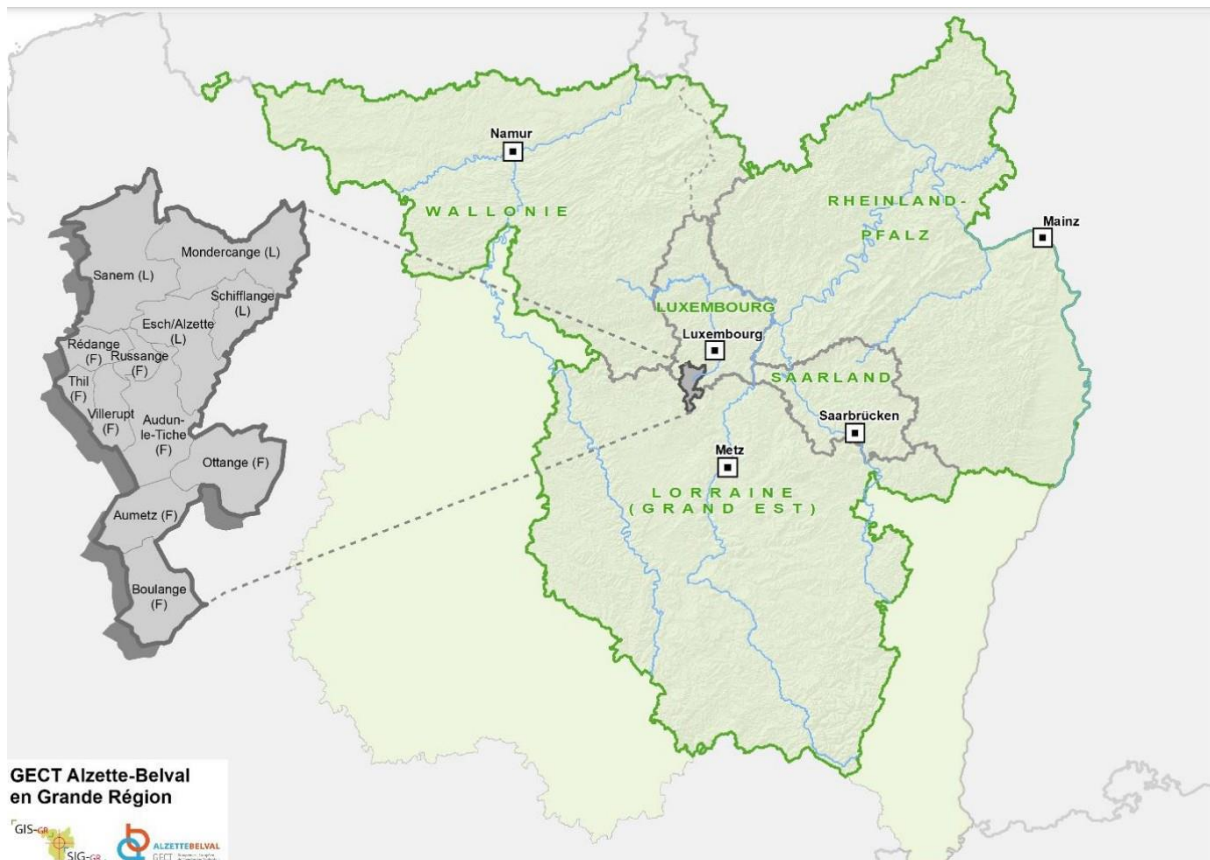 Namur
WALLONIE
RHEINLAND-
PFALZ
Mainz
LUXEMBOURG
Luxembourg
SAARLAND
Saarbrücken
Metz
LORRAINE
(GRAND EST)
Mondercange (L)
Sanem (L)
Schifflange
(L)
Esch/Alzette
(L)
Rédange
(F)
Russange
(F)
Thil
(F)
Villerupt
(F)
Audun-
le-Tiche
(F)
Ottange (F)
Aumetz (F)
Boulange
(F)
GECT Alzette-Belval
en Grande Région
GIS-GR
SIG-GR
ALZETTEBELVAL
GECT